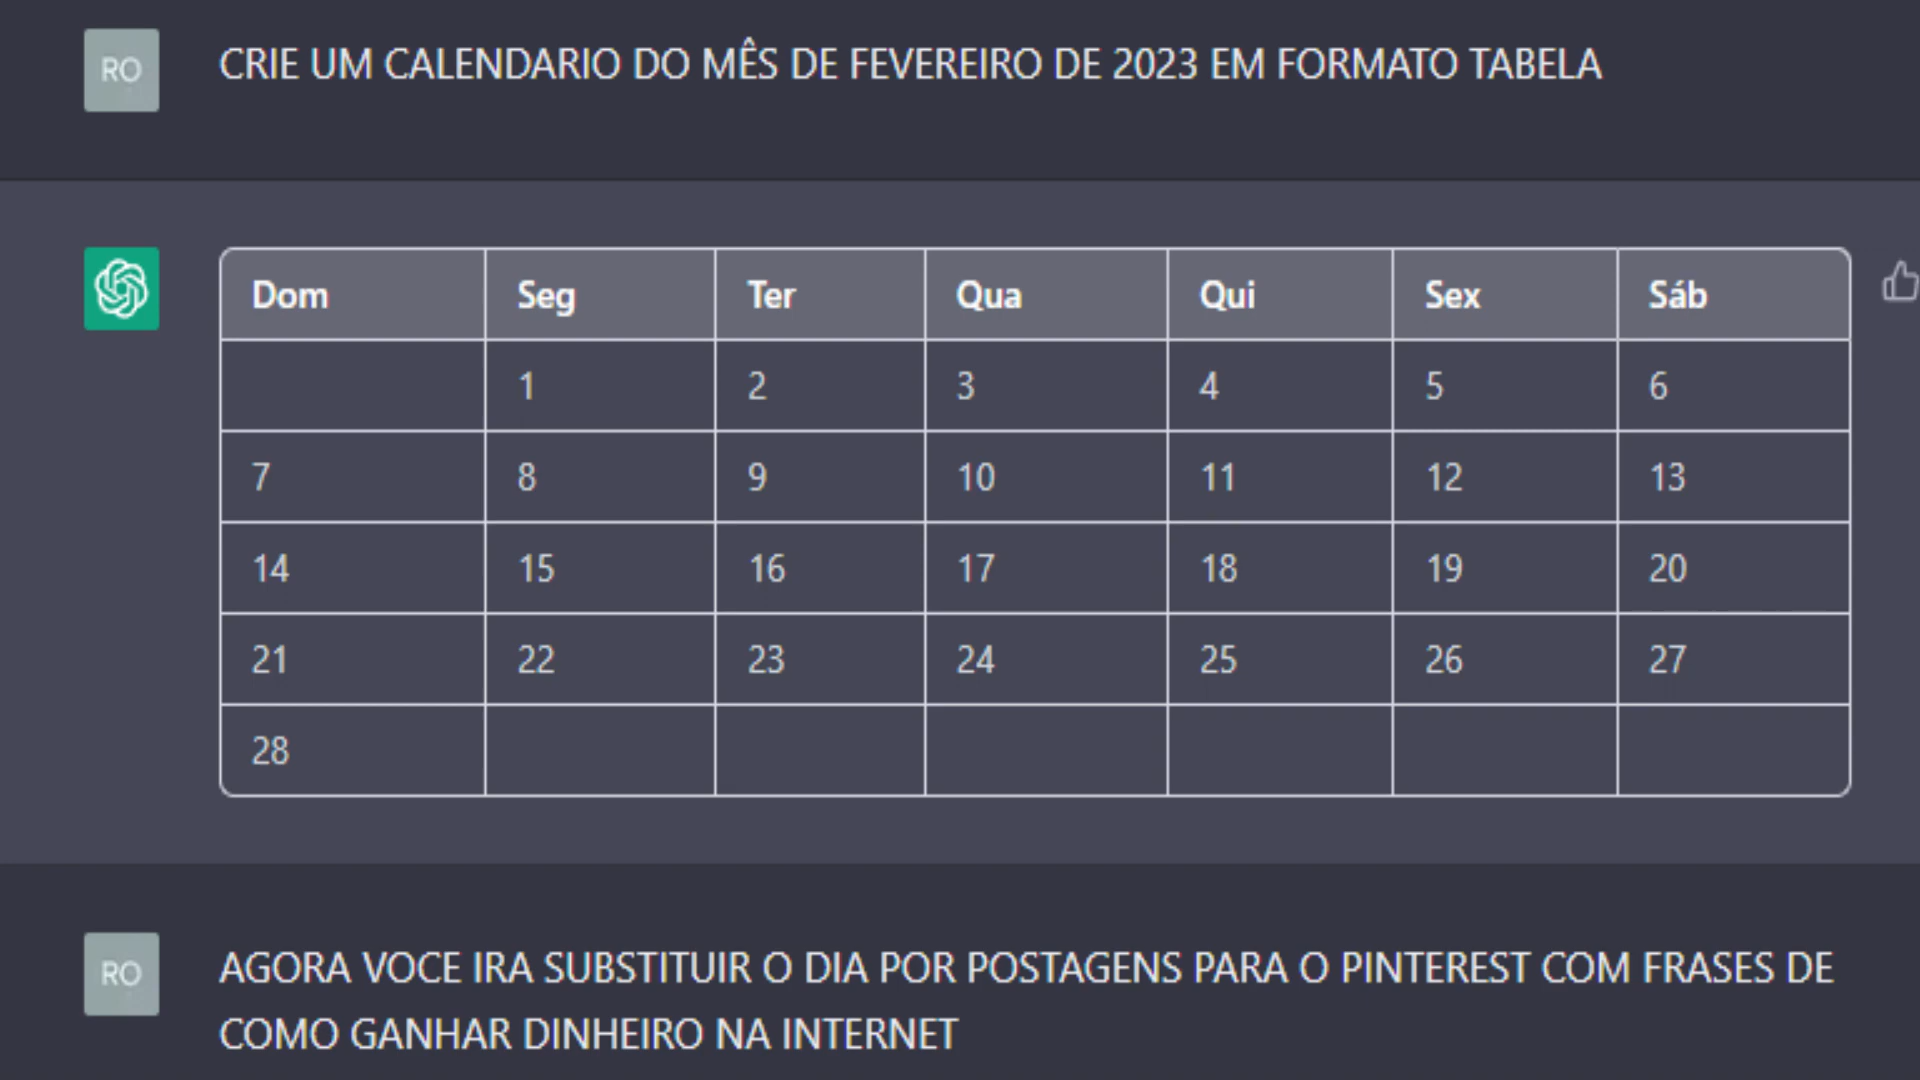 RO
CRIE UM CALENDARIO DO MÊS DE FEVEREIRO DE 2023 EM FORMATO TABELA
Dom Seg Ter Qua Qui Sex Sáb
1 2 3 4 5 6
7 8 9 10 11 12 13
14 15 16 17 18 19 20
21 22 23 24 25 26 27
28
RO
AGORA VOCE IRA SUBSTITUIR O DIA POR POSTAGENS PARA O PINTEREST COM FRASES DE
COMO GANHAR DINHEIRO NA INTERNET